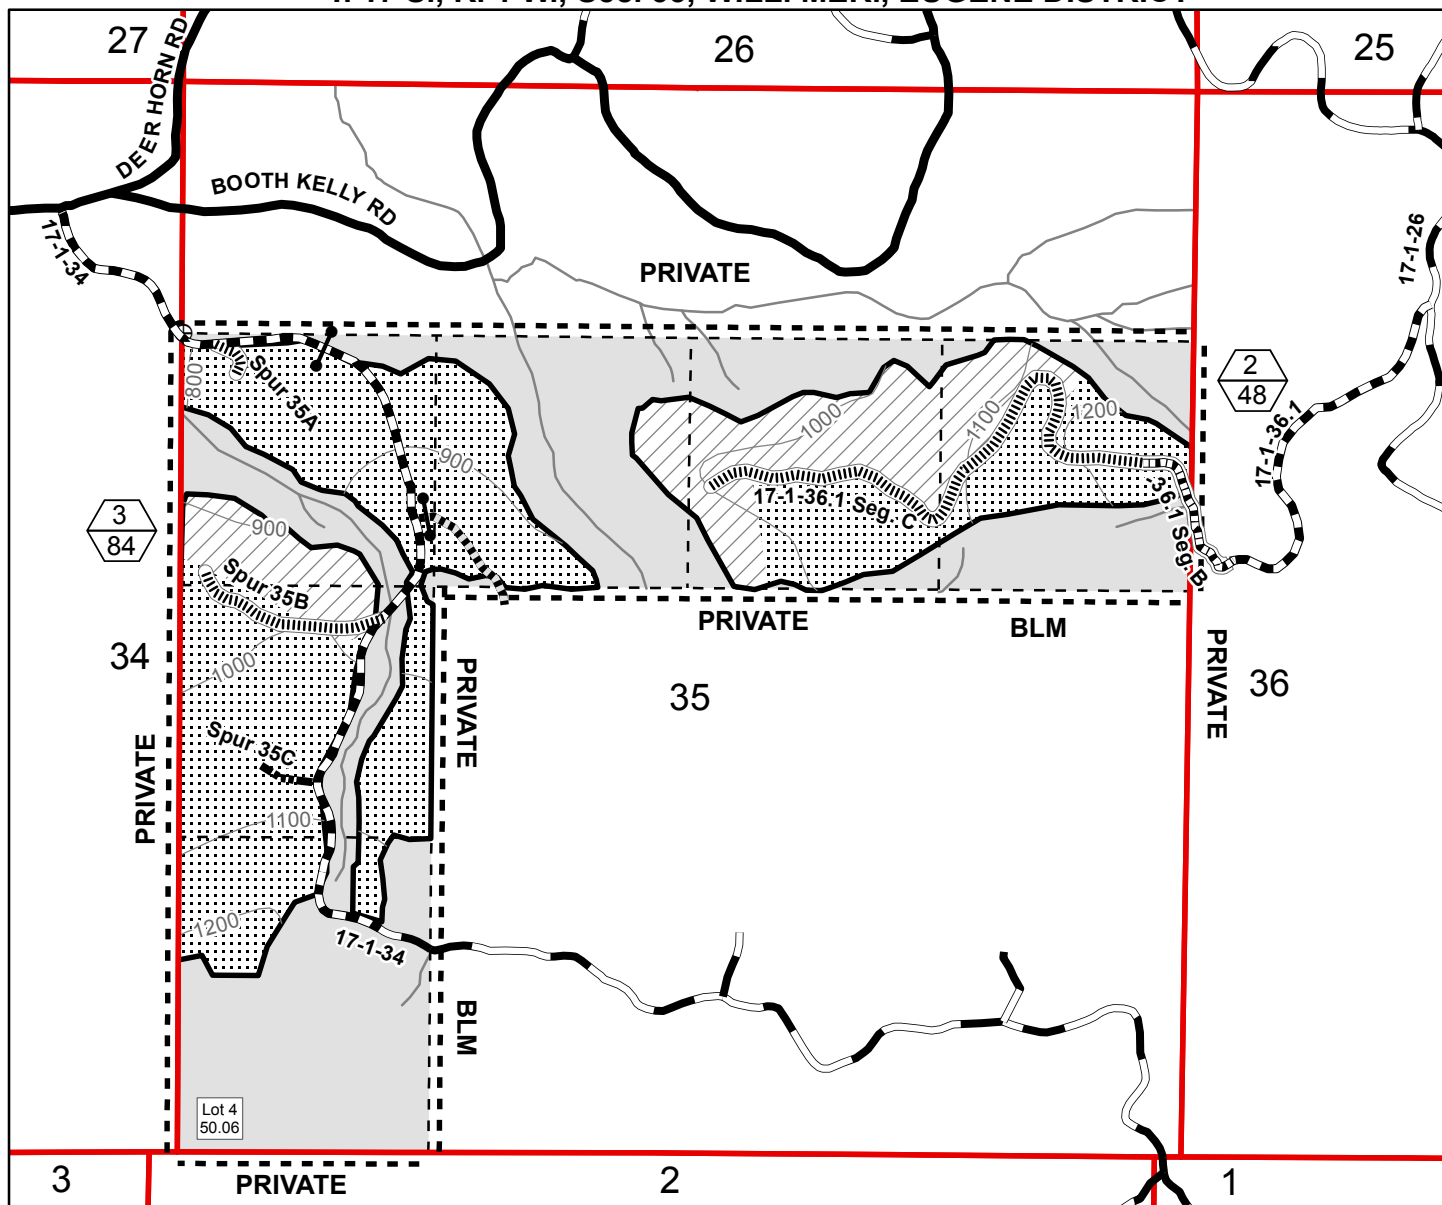 27
26
25
DEER HORN RD
BOOTH KELLY RD
17-1-34
PRIVATE
17-1-26
800
Spur 35A
900
1000
1100
1200
2
48
17-1-36.1
17-1-36.1 Seg. C
-36.1 Seg B
3
84
900
Spur 35B
PRIVATE
BLM
34
1000
PRIVATE
35
PRIVATE
36
Spur 35C
PRIVATE
1100
1200
17-1-34
BLM
Lot 4
50.06
3
PRIVATE
2
1